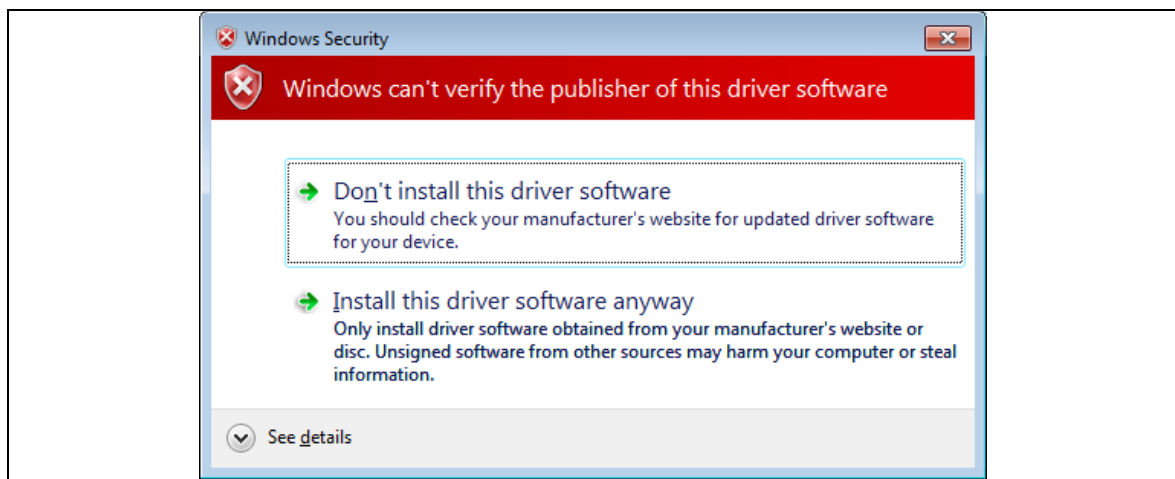 Windows Security
Windows can't verify the publisher of this driver software
Don't install this driver software
You should check your manufacturer's website for updated driver software
for your device.
Install this driver software anyway
Only install driver software obtained from your manufacturer's website or
disc. Unsigned software from other sources may harm your computer or steal
information.
See details